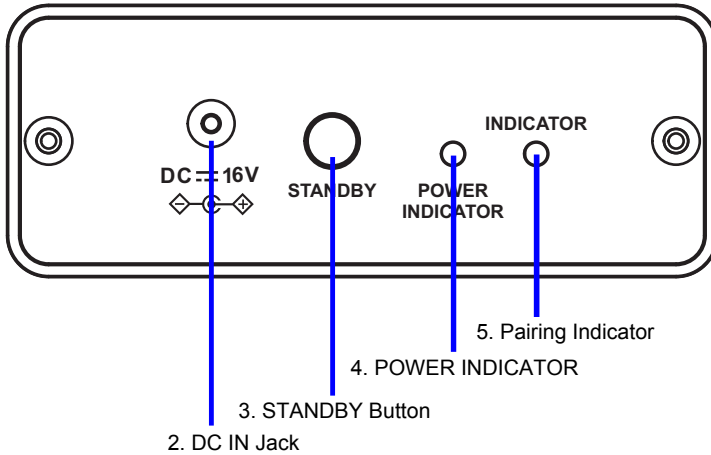 INDICATOR
DC ⎓ 16V
STANDBY
POWER
INDICATOR
5. Pairing Indicator
4. POWER INDICATOR
3. STANDBY Button
2. DC IN Jack